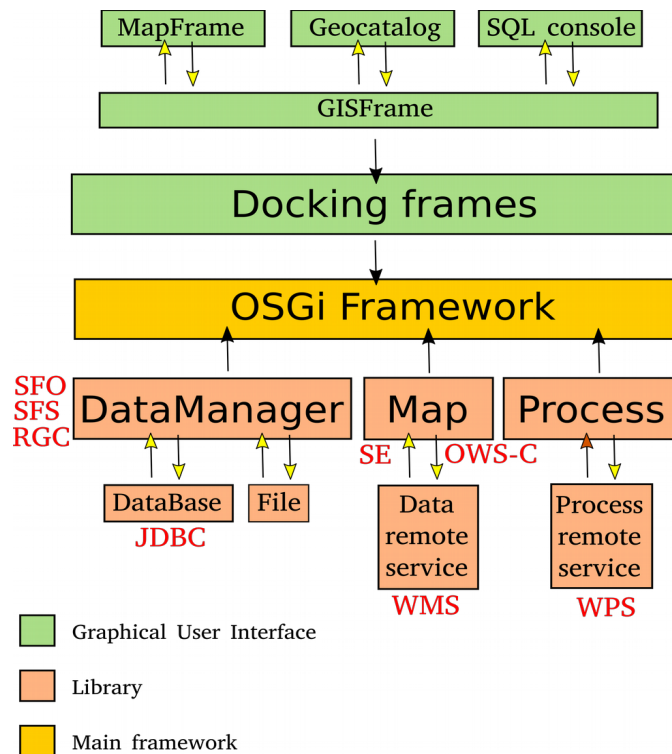 MapFrame
Geocatalog
SQL console
GISFrame
Docking frames
OSGi Framework
SFO
SFS
RGC
DataManager
Map
Process
SE
OWS-C
DataBase
File
JDBC
Data
remote
service
WMS
Process
remote
service
WPS
Graphical User Interface
Library
Main framework